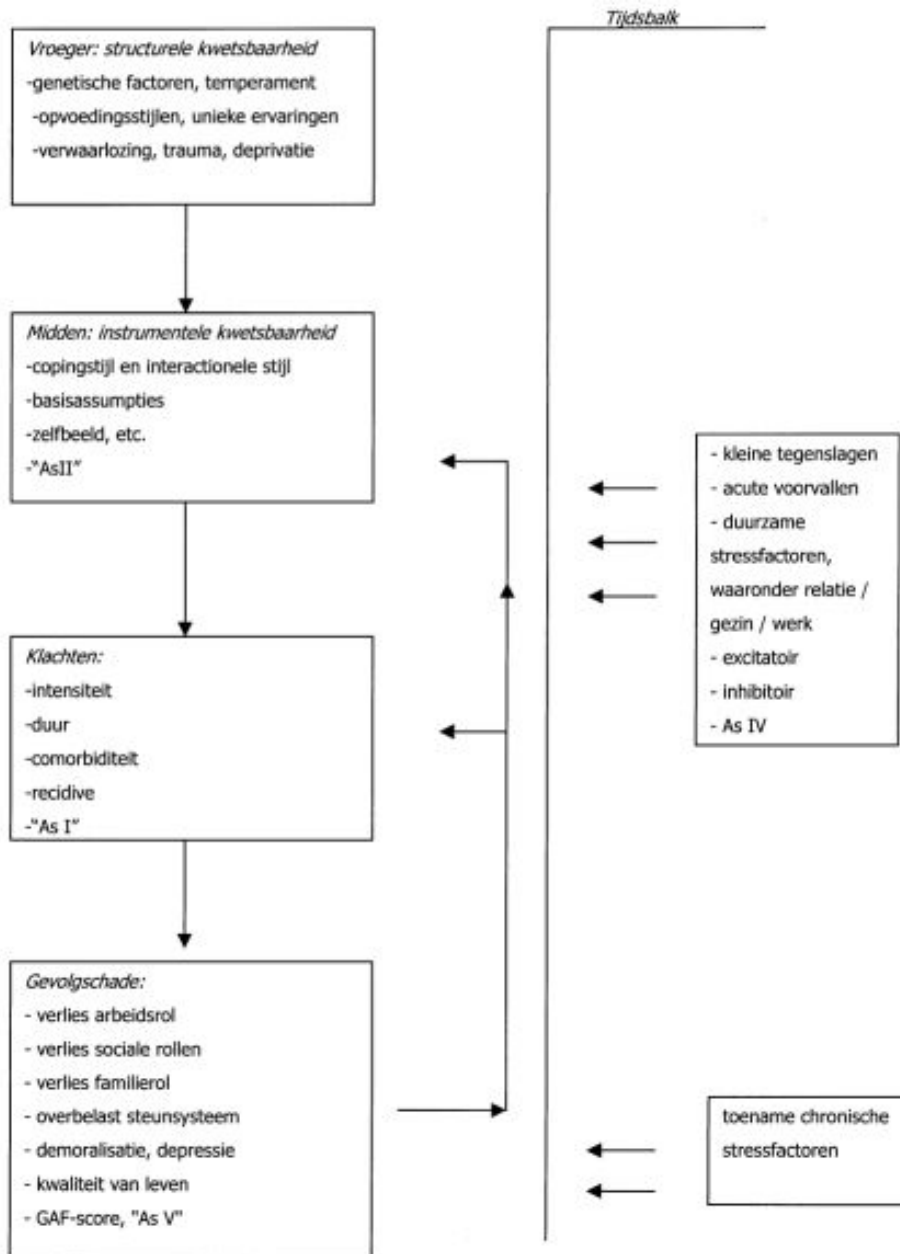 Tijdsbalk
Vroeger: structurele kwetsbaarheid
-genetische factoren, temperament
-opvoedingsstijlen, unieke ervaringen
-verwaarlozing, trauma, deprivatie
Midden: instrumentele kwetsbaarheid
-copingstijl en interactionele stijl
-basisassumpties
-zelfbeeld, etc.
-"AsII"
Klachten:
-intensiteit
-duur
-comorbiditeit
-recidive
-"As I"
Gevolgschade:
- verlies arbeidsrol
- verlies sociale rollen
- verlies familierol
- overbelast steunsysteem
- demoralisatie, depressie
- kwaliteit van leven
- GAF-score, "As V"
- kleine tegenslagen
- acute voorvallen
- duurzame
stressfactoren,
waaronder relatie /
gezin / werk
- excitatoir
- inhibitoir
- As IV
toename chronische
stressfactoren